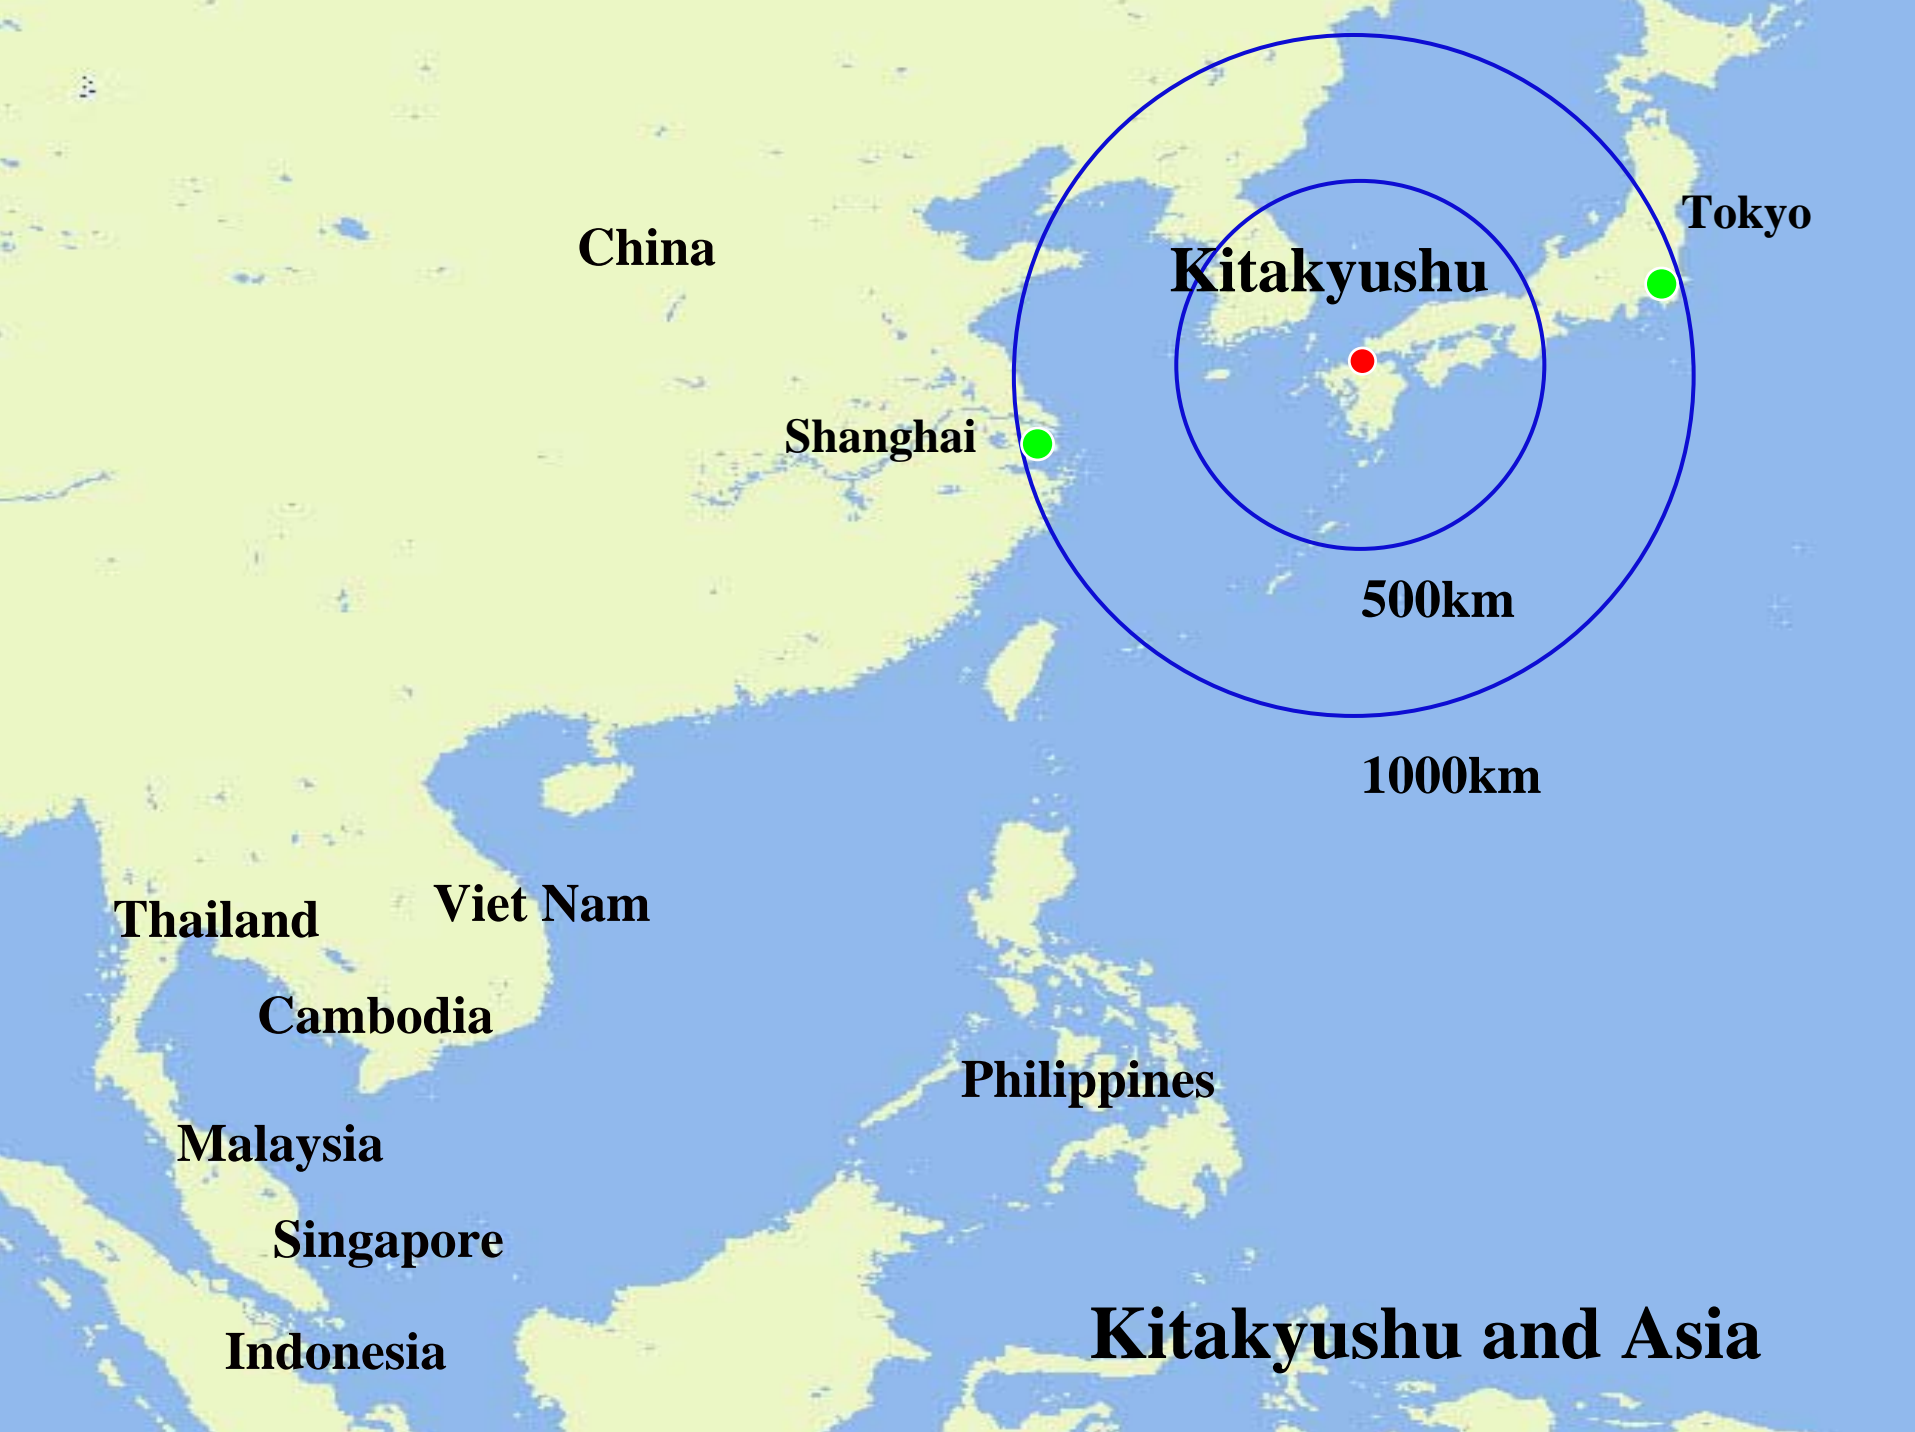 Tokyo
China
Kitakyushu
Shanghai
500km
1000km
Viet Nam
Thailand
Cambodia
Philippines
Malaysia
Singapore
Indonesia
Kitakyushu and Asia